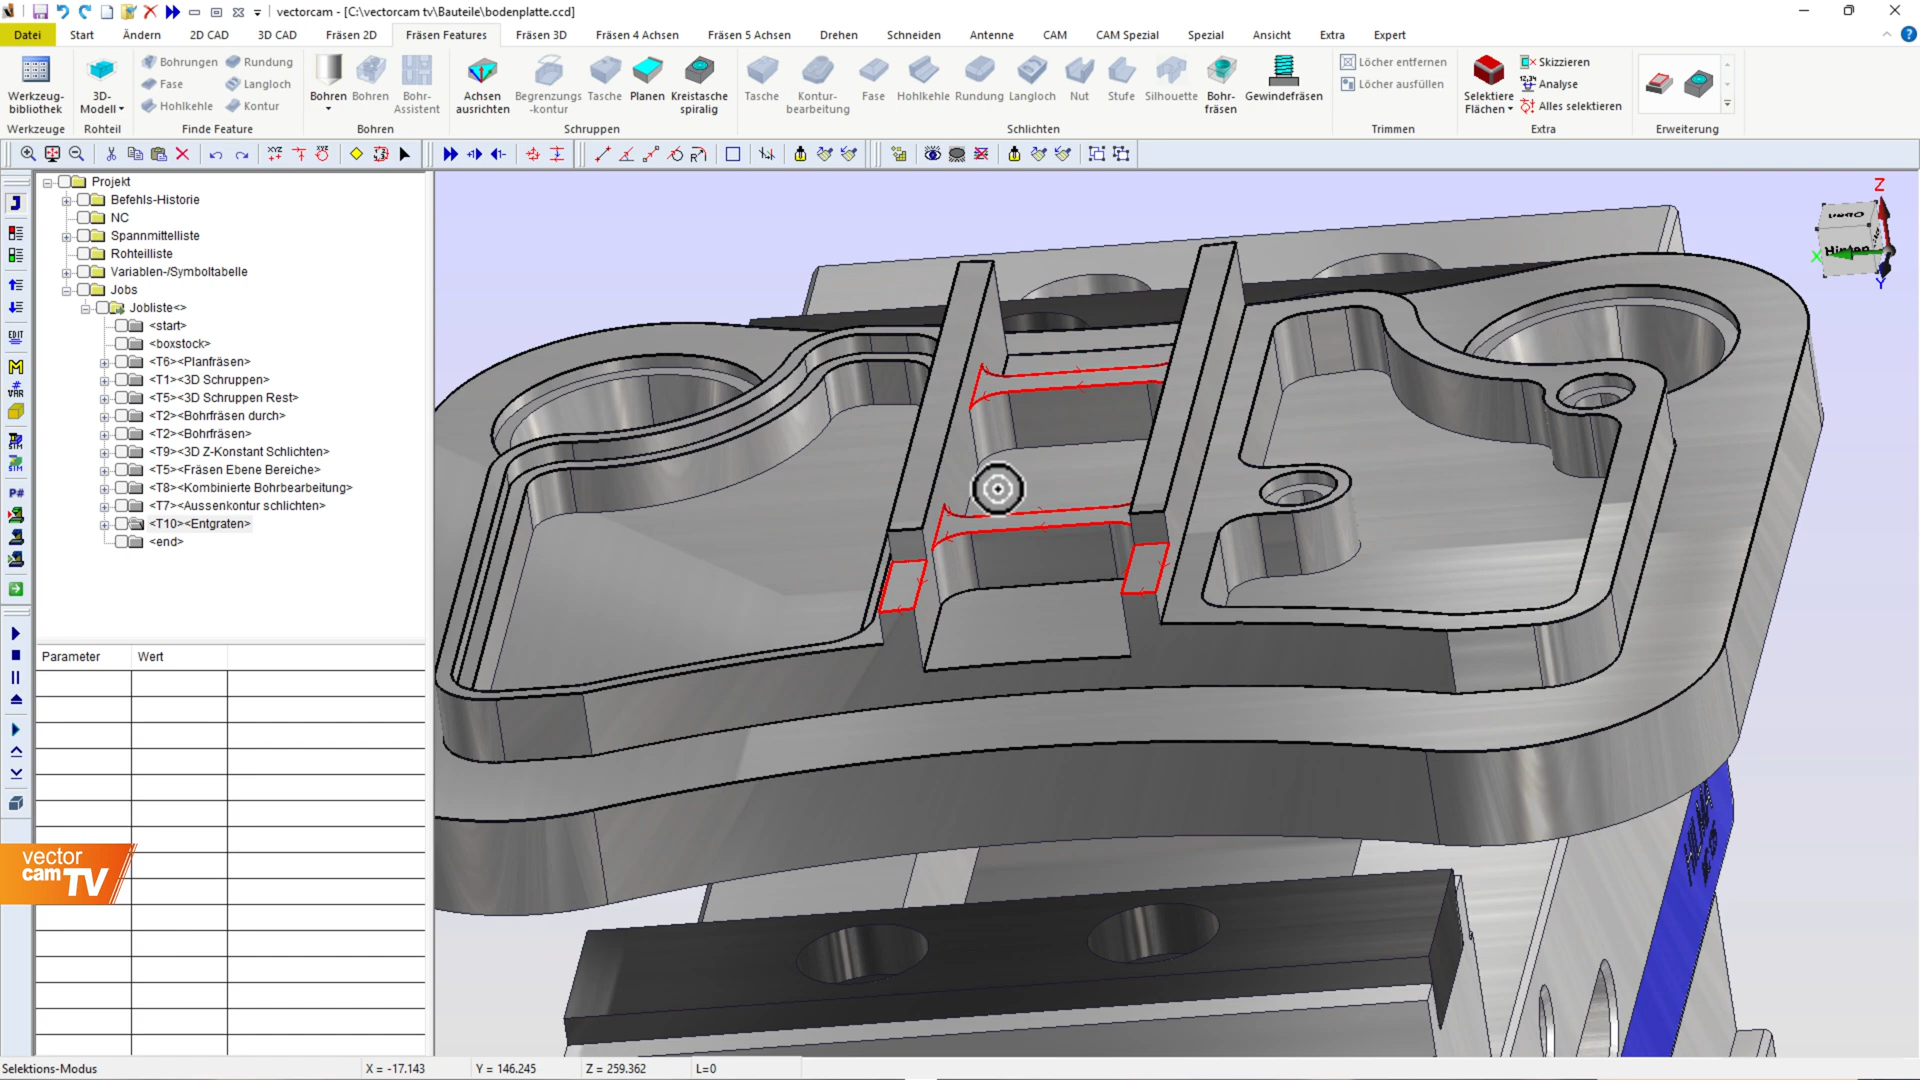 vectorcam - [C:\vectorcam tv\Bauteile\bodenplatte.ccd]
Datei Start Ändern 2D CAD 3D CAD Fräsen 2D Fräsen Features Fräsen 3D Fräsen 4 Achsen Fräsen 5 Achsen Drehen Schneiden Antenne CAM CAM Spezial Spezial Ansicht Extra Expert
Werkzeug-
bibliothek
Werkzeuge
3D-
Modell
Rohteil
Bohrungen Rundung
Fase Langloch
Hohlkehle Kontur
Finde Feature
Bohren Bohren Bohr-
Assistent
Bohren
Achsen
ausrichten
Begrenzungs
-kontur
Tasche Planen Kreistasche
spiralig
Schruppen
Tasche Kontur-
bearbeitung
Fase Hohlkehle Rundung Langloch Nut Stufe Silhouette Bohr-
fräsen
Gewindefräsen
Schlichten
Löcher entfernen
Löcher ausfüllen
Trimmen
Selektiere
Flächen
Skizzieren
Analyse
Alles selektieren
Extra
Erweiterung
Projekt
Befehls-Historie
NC
Spannmittelliste
Rohteilliste
Variablen-/Symboltabelle
Jobs
Jobliste<>
<start>
<boxstock>
<T6><Planfräsen>
<T1><3D Schruppen>
<T5><3D Schruppen Rest>
<T2><Bohrfräsen durch>
<T2><Bohrfräsen>
<T9><3D Z-Konstant Schlichten>
<T5><Fräsen Ebene Bereiche>
<T8><Kombinierte Bohrbearbeitung>
<T7><Aussenkontur schlichten>
<T10><Entgraten>
<end>
Parameter Wert
vector
cam TV
Z
Oben
Hinten
X
Y
Selektions-Modus X = -17.143 Y = 146.245 Z = 259.362 L=0